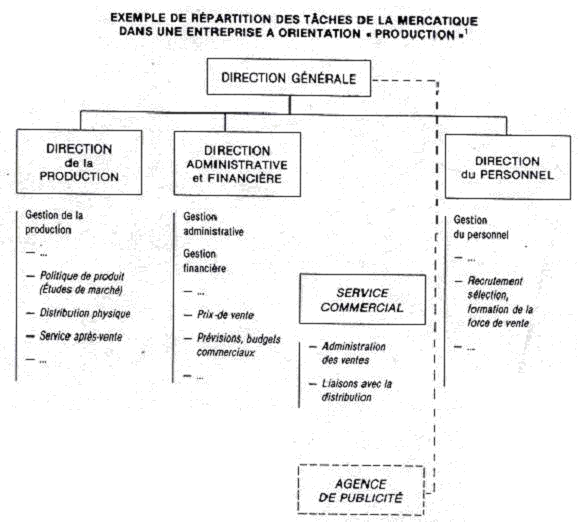 EXEMPLE DE RÉPARTITION DES TÂCHES DE LA MERCATIQUE
DANS UNE ENTREPRISE A ORIENTATION « PRODUCTION »¹
DIRECTION GÉNÉRALE
DIRECTION
de la
PRODUCTION
DIRECTION
ADMINISTRATIVE
et FINANCIÈRE
DIRECTION
du PERSONNEL
Gestion de la
production
— ...
— Politique de produit
(Études de marché)
— Distribution physique
— Service après-vente
— ...
Gestion
administrative
Gestion
financière
— ...
— Prix de vente
— Prévisions, budgets
commerciaux
— ...
SERVICE
COMMERCIAL
— Administration
des ventes
— Liaisons avec la
distribution
Gestion
du personnel
— ...
— Recrutement
sélection,
formation de la
force de vente
— ...
AGENCE
DE PUBLICITÉ